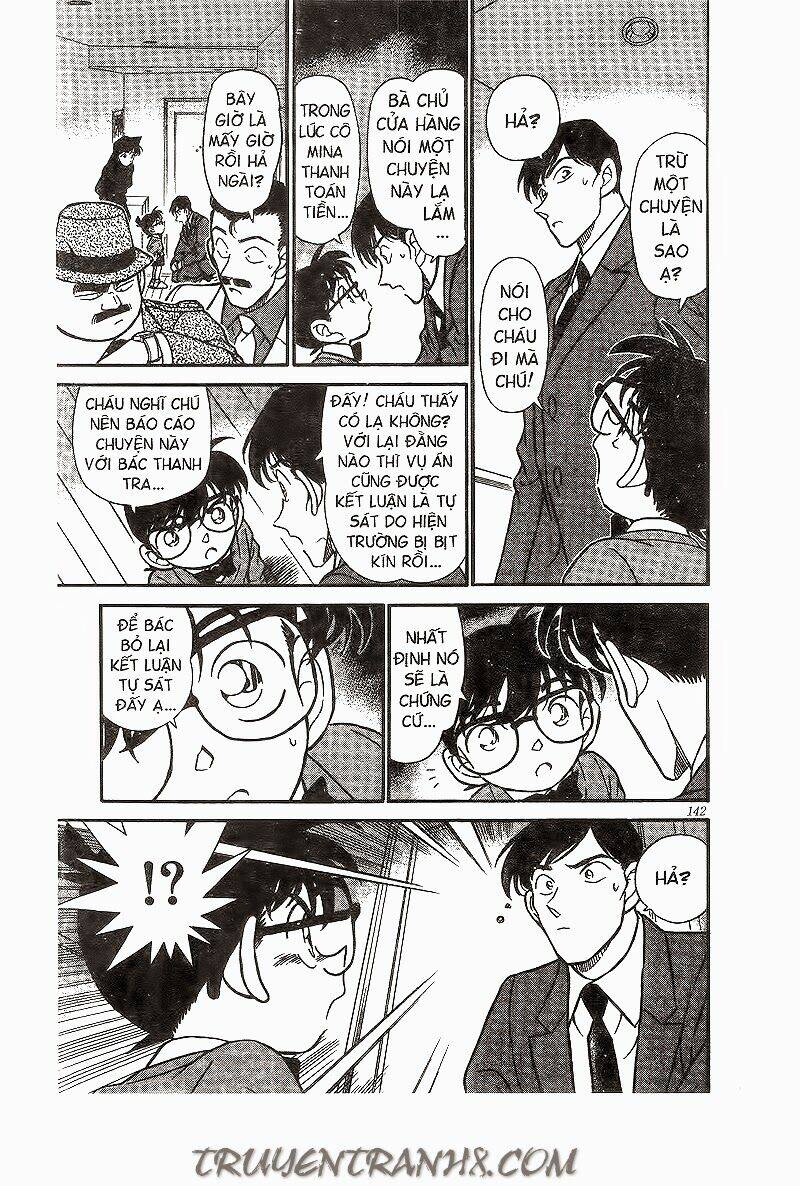 HẢ?
TRỪ
MỘT
CHUYỆN
LÀ
SAO
Ạ?
NÓI
CHO
CHÁU
ĐI MÀ
CHÚ!
BÀ CHỦ
CỬA HÀNG
NÓI MỘT
CHUYỆN
NÀY LẠ
LẮM
...
TRONG
LÚC CÔ
MINA
THANH
TOÁN
TIỀN...
BÂY
GIỜ LÀ
MẤY GIỜ
RỒI HẢ
NGÀI?
ĐẤY! CHÁU THẤY
CÓ LẠ KHÔNG?
VỚI LẠI ĐẰNG
NÀO THÌ VỤ ÁN
CŨNG ĐƯỢC
KẾT LUẬN LÀ TỰ
SÁT DO HIỆN
TRƯỜNG BỊ BỊT
KÍN RỒI...
CHÁU NGHĨ CHÚ
NÊN BÁO CÁO
CHUYỆN NÀY
VỚI BÁC THANH
TRA...
NHẤT
ĐỊNH NÓ
SẼ LÀ
CHỨNG
CỨ...
ĐỂ BÁC
BỎ LẠI
KẾT LUẬN
TỰ SÁT
ĐẤY Ạ...
142
HẢ?
!?
TRUYENTRANH8.COM